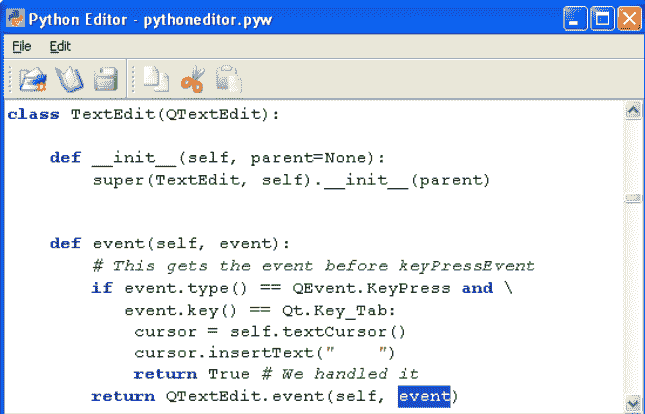 Python Editor - pythoneditor.pyw
File Edit
class TextEdit(QTextEdit):
    def __init__(self, parent=None):
        super(TextEdit, self).__init__(parent)
    def event(self, event):
        # This gets the event before keyPressEvent
        if event.type() == QEvent.KeyPress and \
           event.key() == Qt.Key_Tab:
            cursor = self.textCursor()
            cursor.insertText("    ")
            return True # We handled it
        return QTextEdit.event(self, event)